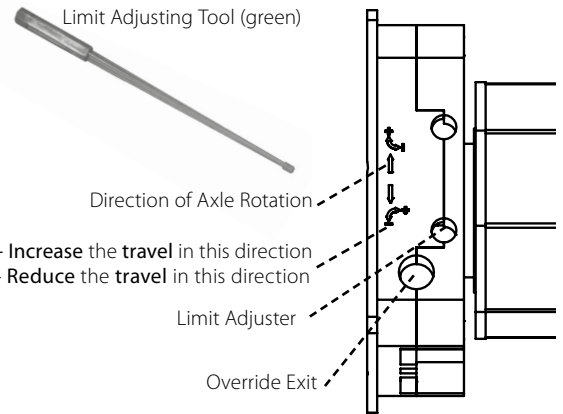 Limit Adjusting Tool (green)
Direction of Axle Rotation
- Increase the travel in this direction
- Reduce the travel in this direction
Limit Adjuster
Override Exit